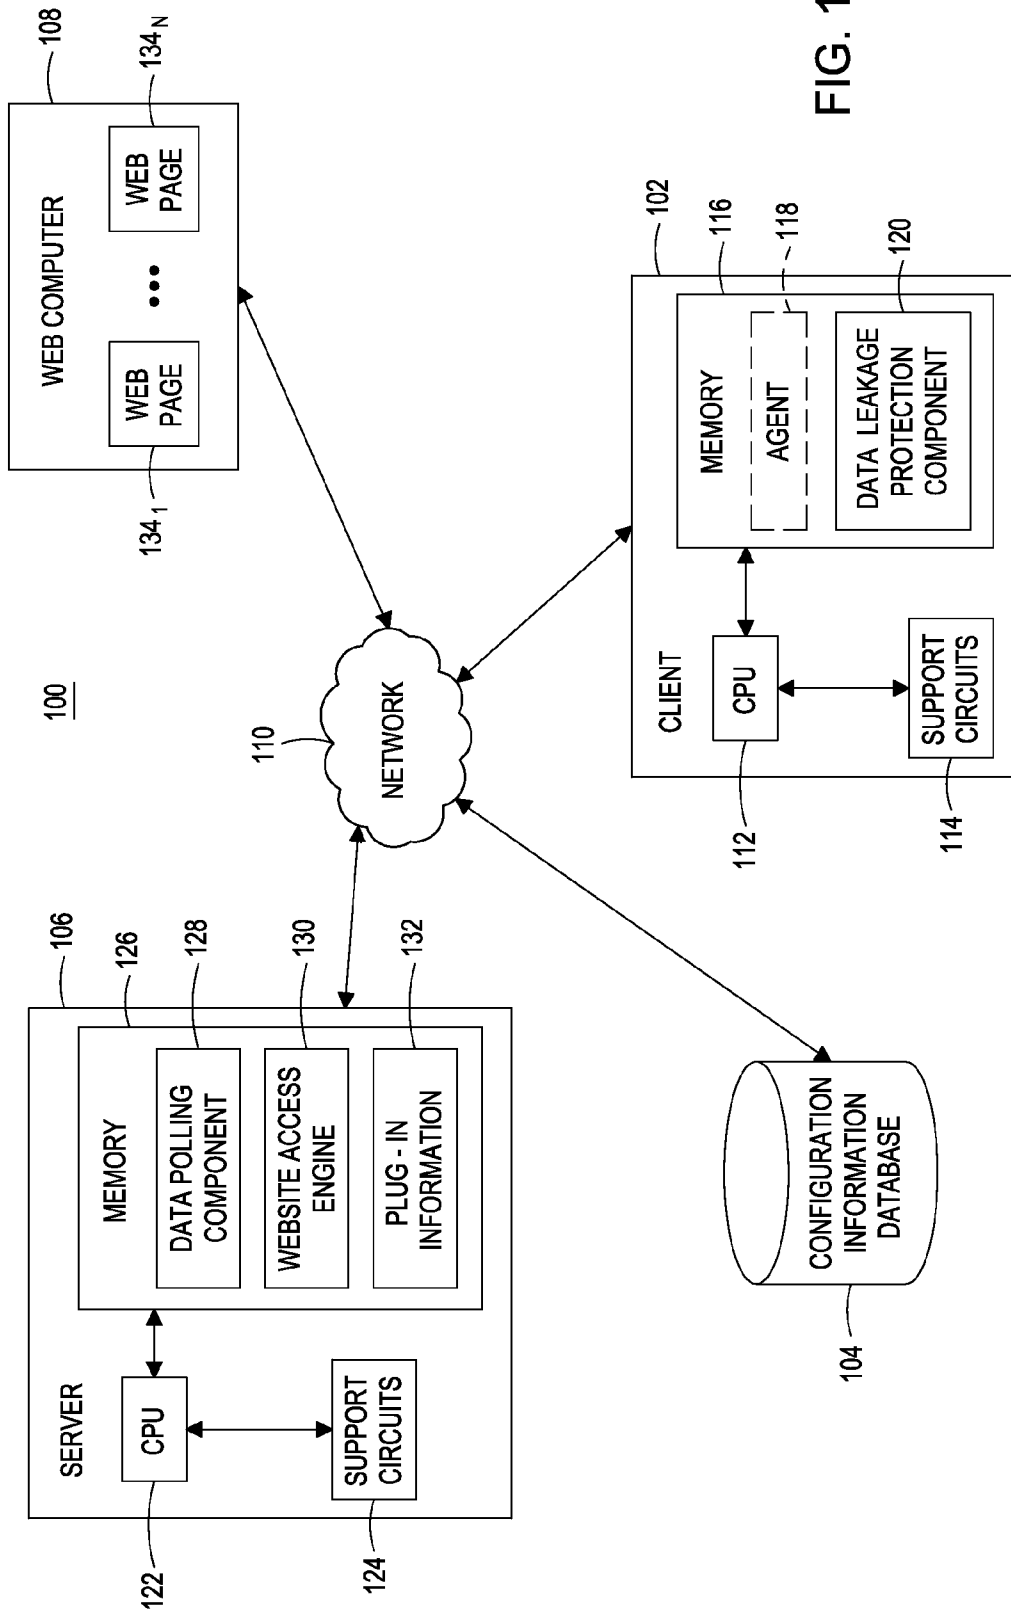 100
108
WEB COMPUTER
WEB
PAGE
...
WEB
PAGE
134₁
134ₙ
106
SERVER
126
MEMORY
128
DATA POLLING
COMPONENT
130
WEBSITE ACCESS
ENGINE
132
PLUG - IN
INFORMATION
CPU
122
SUPPORT
CIRCUITS
124
110
NETWORK
CONFIGURATION
INFORMATION
DATABASE
104
102
CLIENT
116
MEMORY
118
AGENT
120
DATA LEAKAGE
PROTECTION
COMPONENT
CPU
112
SUPPORT
CIRCUITS
114
FIG. 1